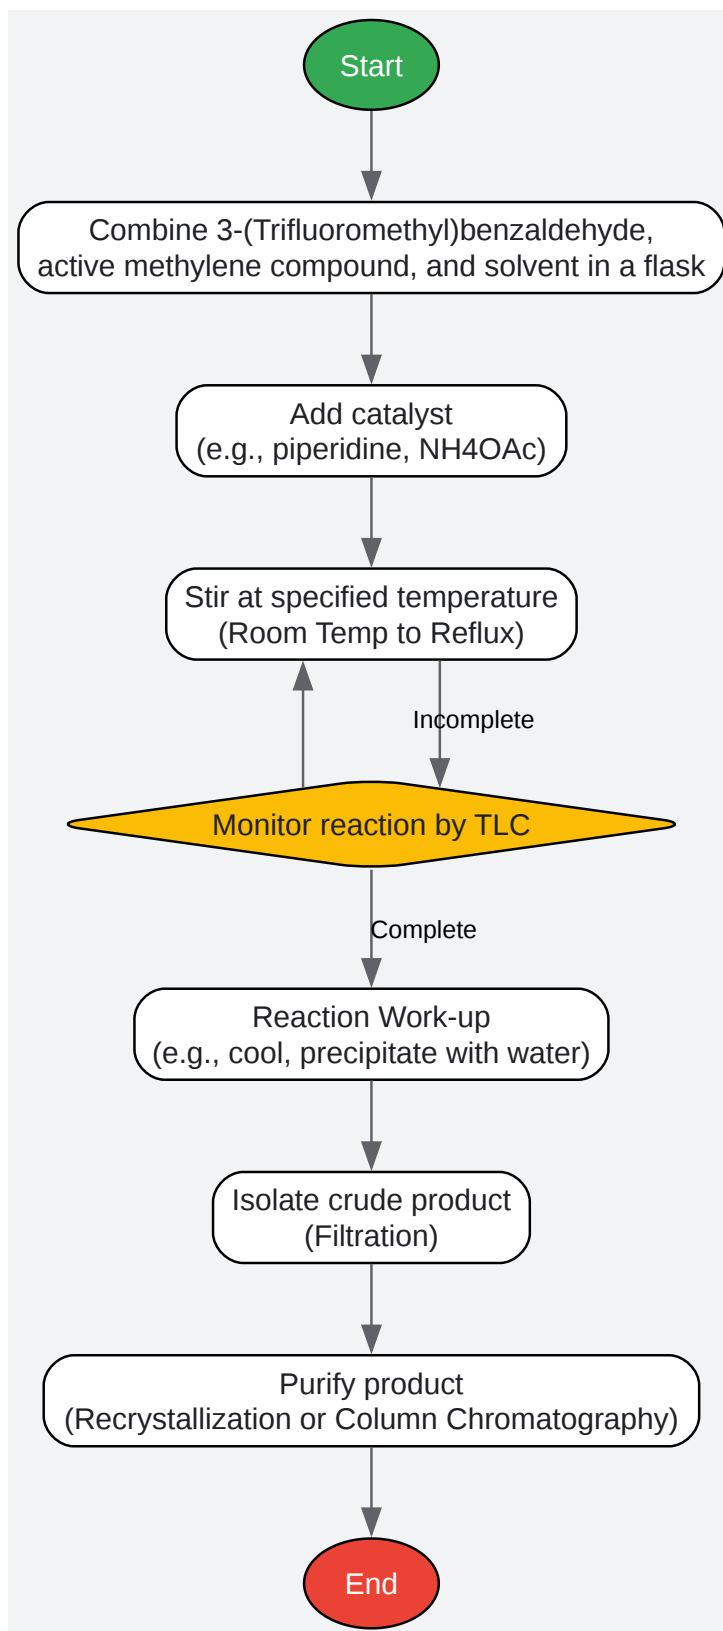 Start
Combine 3-(Trifluoromethyl)benzaldehyde,
active methylene compound, and solvent in a flask
Add catalyst
(e.g., piperidine, NH4OAc)
Stir at specified temperature
(Room Temp to Reflux)
Incomplete
Monitor reaction by TLC
Complete
Reaction Work-up
(e.g., cool, precipitate with water)
Isolate crude product
(Filtration)
Purify product
(Recrystallization or Column Chromatography)
End